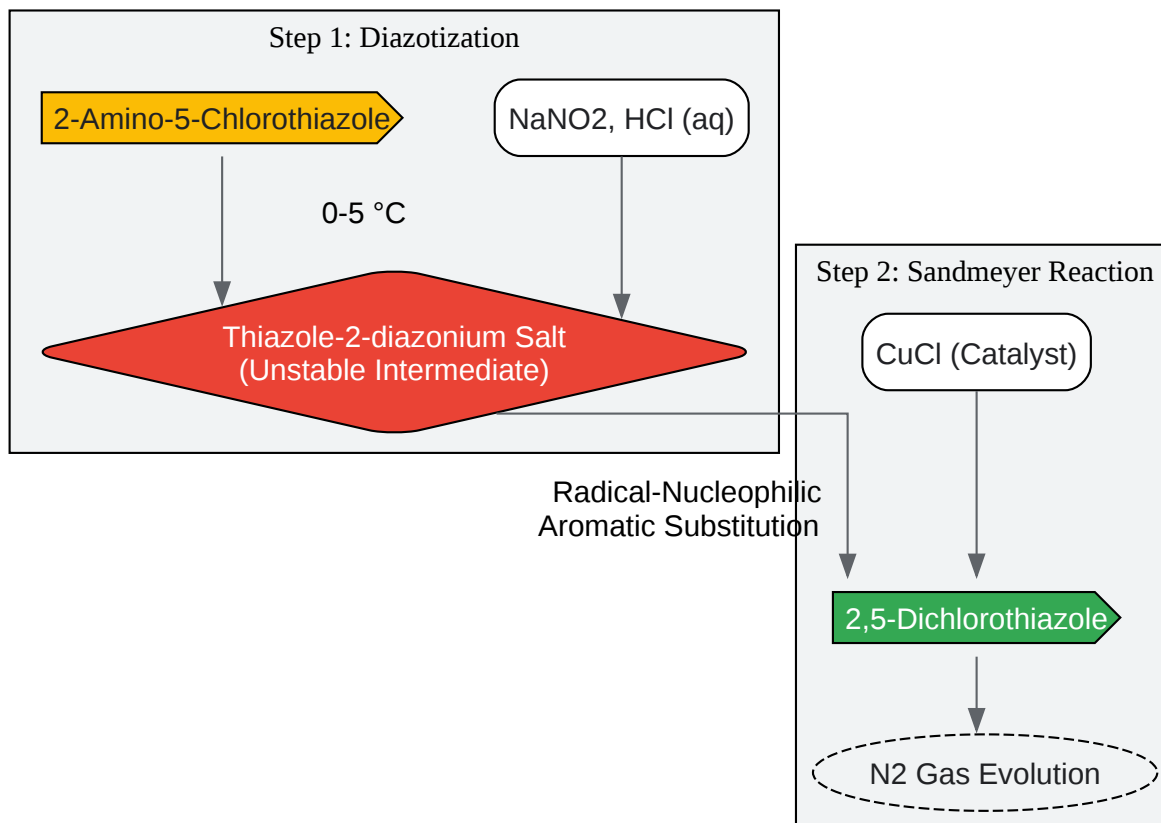 Step 1: Diazotization
2-Amino-5-Chlorothiazole
NaNO2, HCl (aq)
0-5 °C
Thiazole-2-diazonium Salt
(Unstable Intermediate)
Step 2: Sandmeyer Reaction
CuCl (Catalyst)
Radical-Nucleophilic
Aromatic Substitution
2,5-Dichlorothiazole
N2 Gas Evolution